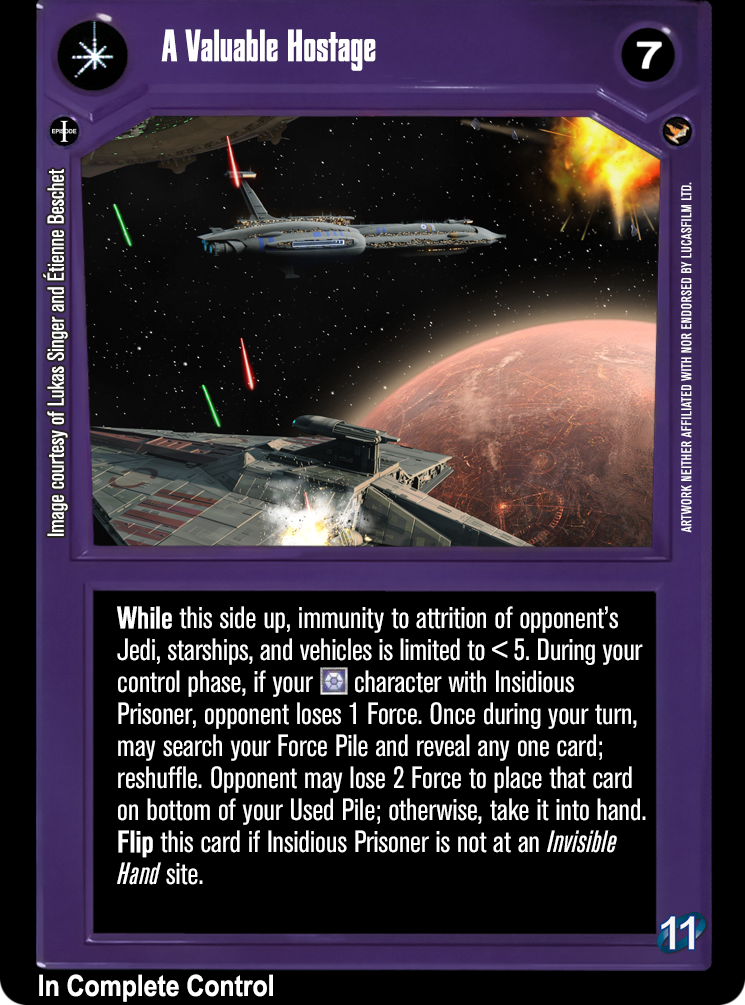 A Valuable Hostage
7
EPISODE
I
Image courtesy of Lukas Singer and Étienne Beschet
ARTWORK NEITHER AFFILIATED WITH NOR ENDORSED BY LUCASFILM LTD.
While this side up, immunity to attrition of opponent’s
Jedi, starships, and vehicles is limited to < 5. During your
control phase, if your character with Insidious
Prisoner, opponent loses 1 Force. Once during your turn,
may search your Force Pile and reveal any one card;
reshuffle. Opponent may lose 2 Force to place that card
on bottom of your Used Pile; otherwise, take it into hand.
Flip this card if Insidious Prisoner is not at an Invisible
Hand site.
11
In Complete Control